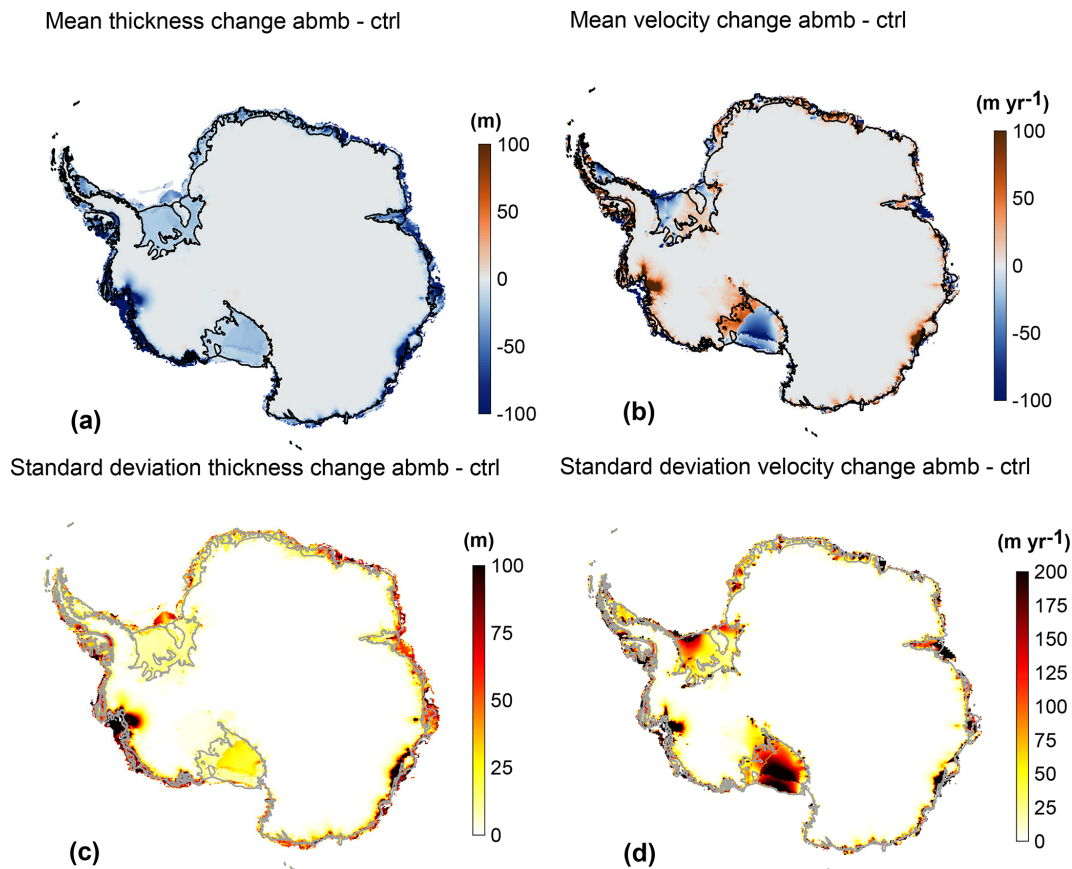 Mean thickness change abmb - ctrl
Mean velocity change abmb - ctrl
(m)
100
50
0
-50
-100
(a)
(m yr-1)
100
50
0
-50
-100
(b)
Standard deviation thickness change abmb - ctrl
Standard deviation velocity change abmb - ctrl
(m)
100
75
50
25
0
(c)
(m yr-1)
200
175
150
125
100
75
50
25
0
(d)